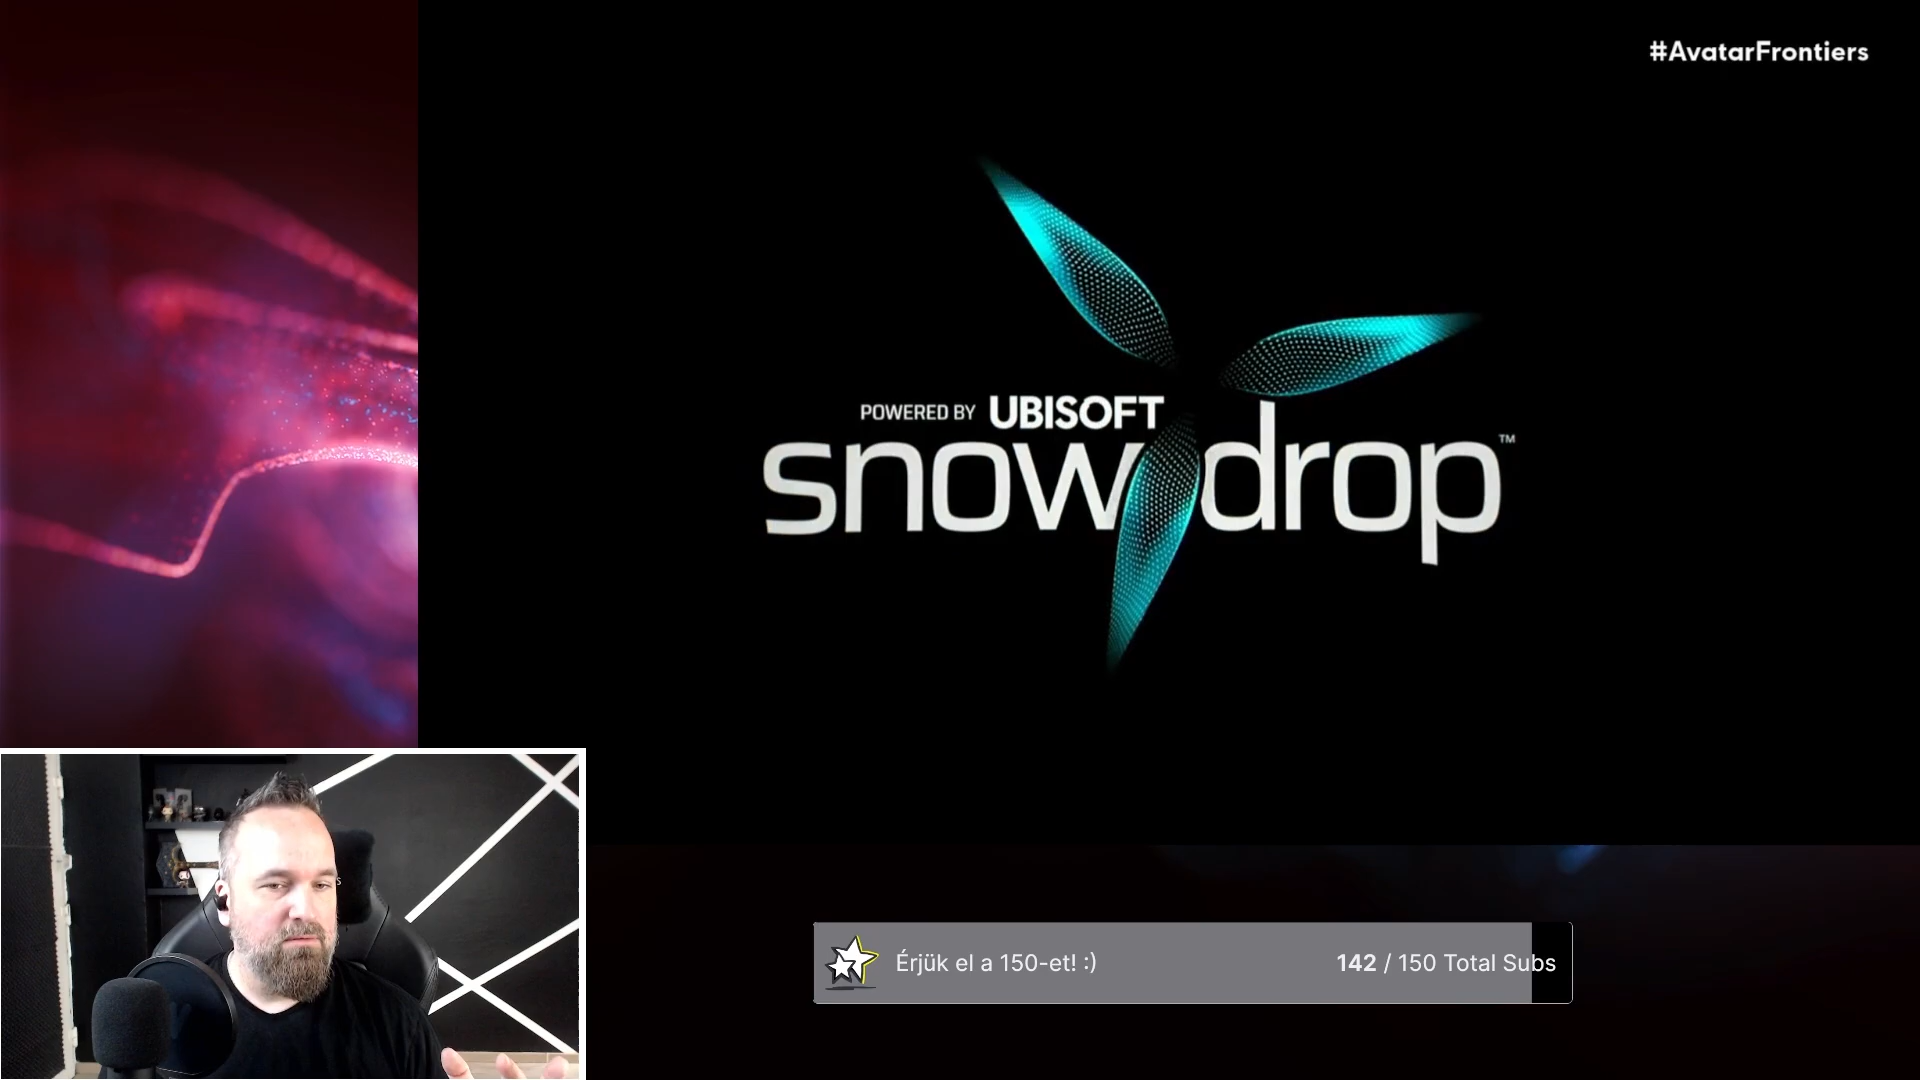 #AvatarFrontiers
POWERED BY UBISOFT
snowdrop™
Érjük el a 150-et! :)
142 / 150 Total Subs